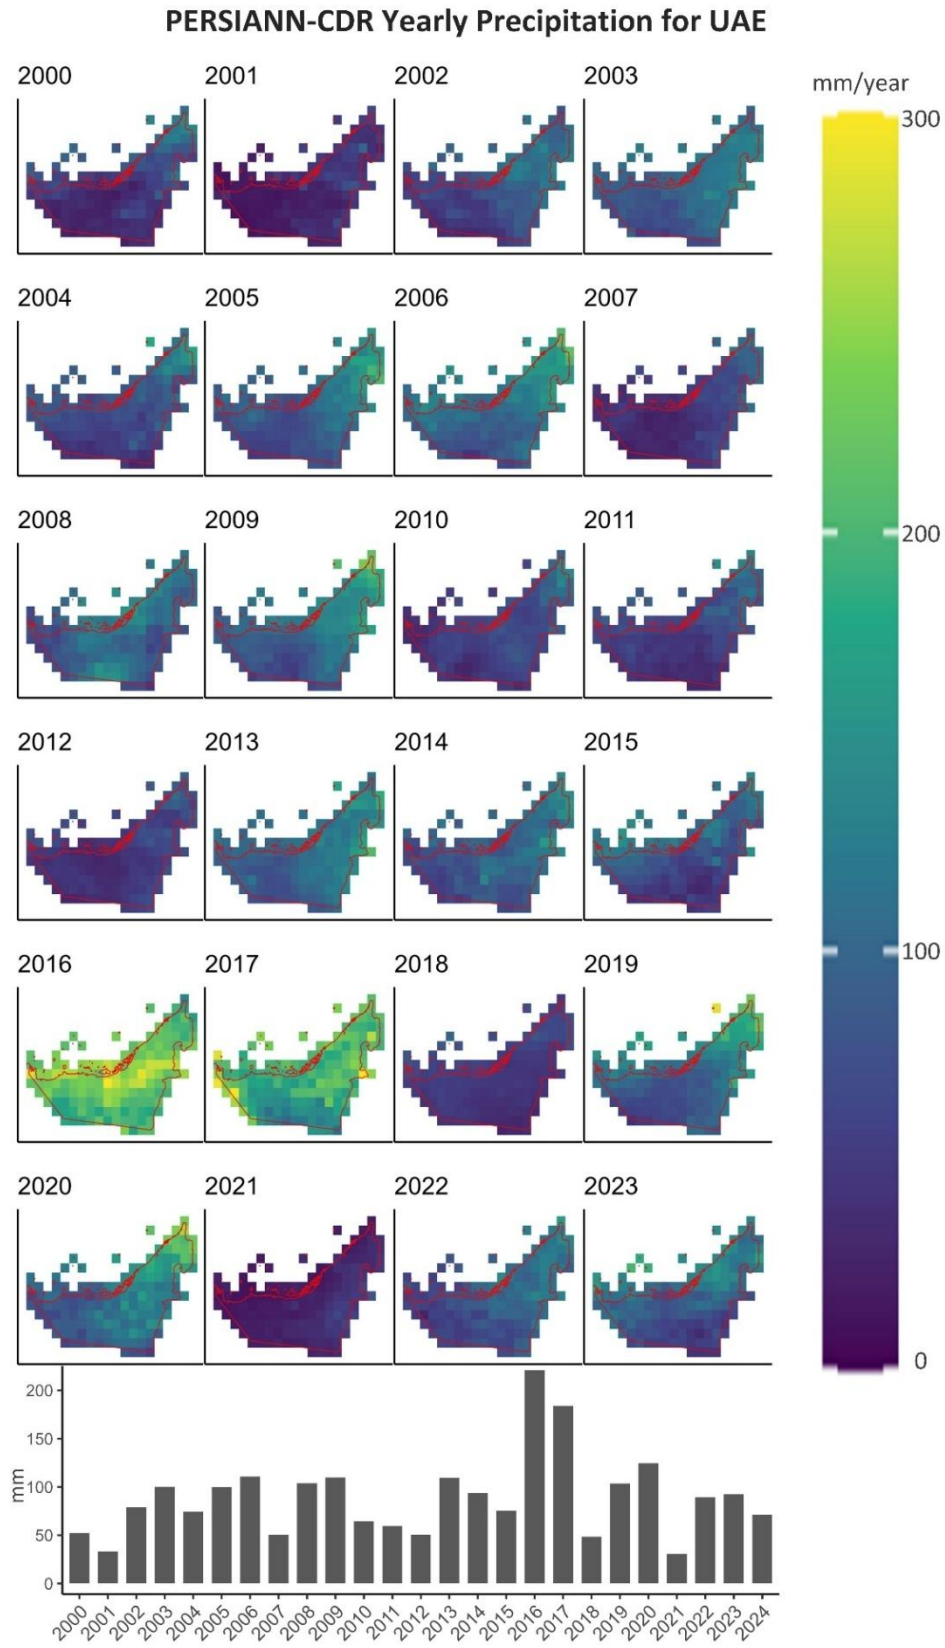 PERSIANN-CDR Yearly Precipitation for UAE
2000 2001 2002 2003
mm/year
300
2004 2005 2006 2007
200
2008 2009 2010 2011
2012 2013 2014 2015
100
2016 2017 2018 2019
2020 2021 2022 2023
0
200
150
100
50
0
mm
2000 2001 2002 2003 2004 2005 2006 2007 2008 2009 2010 2011 2012 2013 2014 2015 2016 2017 2018 2019 2020 2021 2022 2023 2024